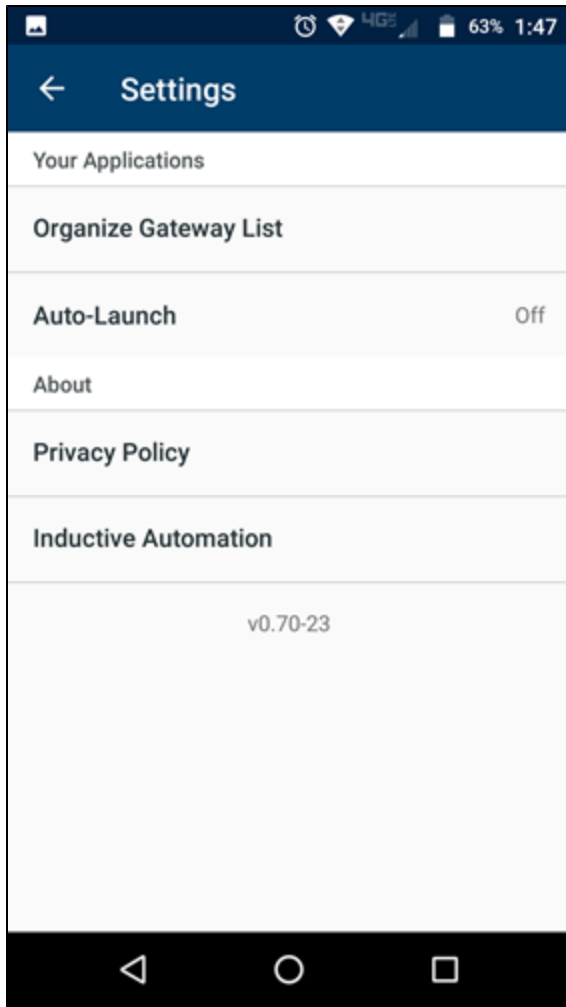 4G 63% 1:47
Settings
Your Applications
Organize Gateway List
Auto-Launch Off
About
Privacy Policy
Inductive Automation
v0.70-23